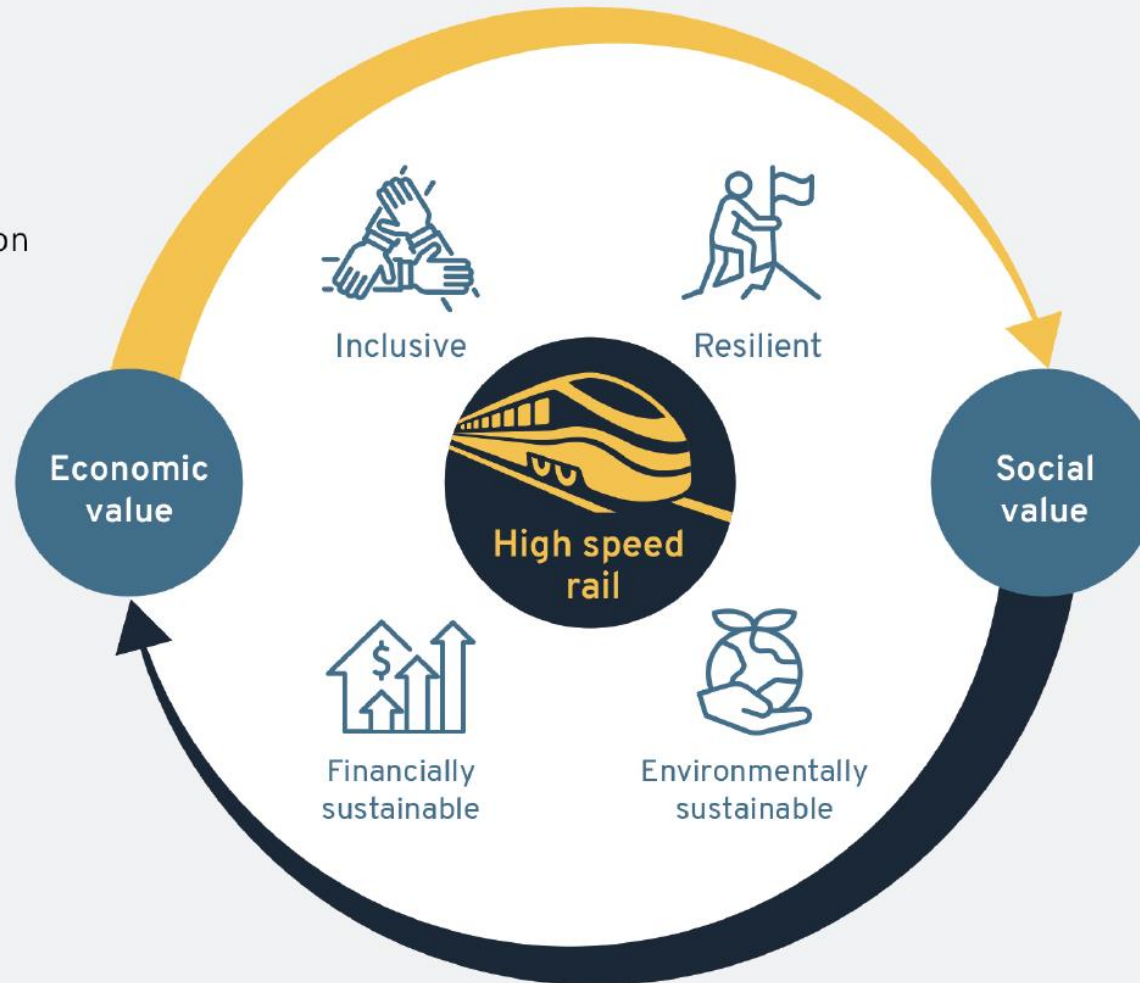 on
Inclusive
Resilient
Economic
value
High speed
rail
Social
value
$
Financially
sustainable
Environmentally
sustainable